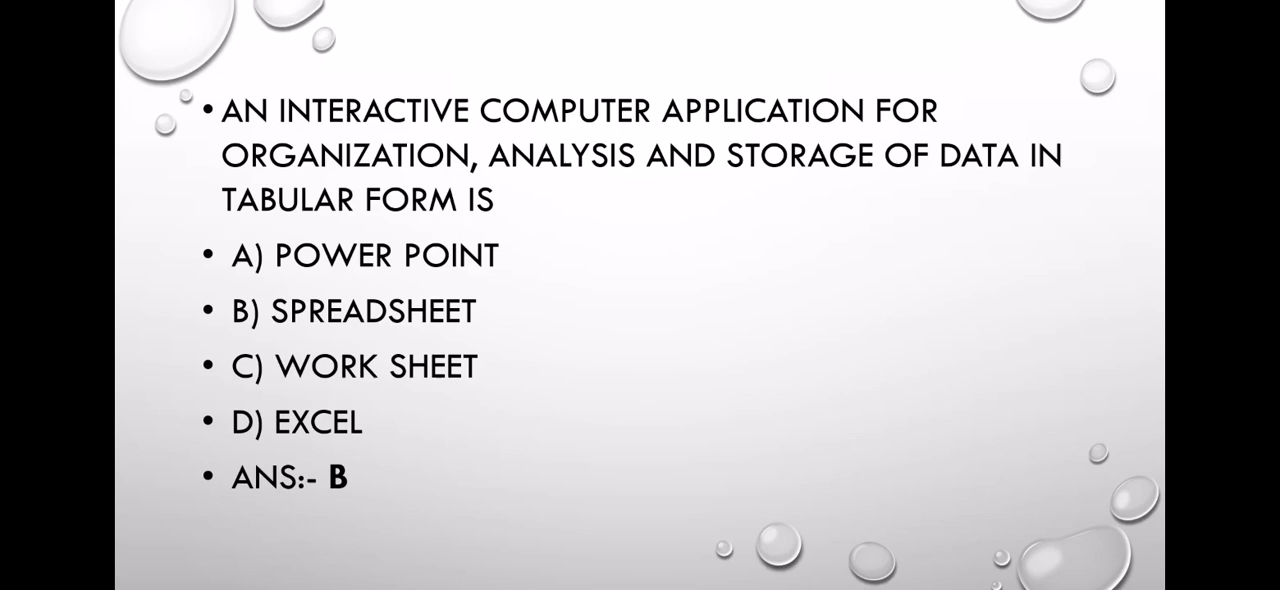 • AN INTERACTIVE COMPUTER APPLICATION FOR
ORGANIZATION, ANALYSIS AND STORAGE OF DATA IN
TABULAR FORM IS
• A) POWER POINT
• B) SPREADSHEET
• C) WORK SHEET
• D) EXCEL
• ANS:- B